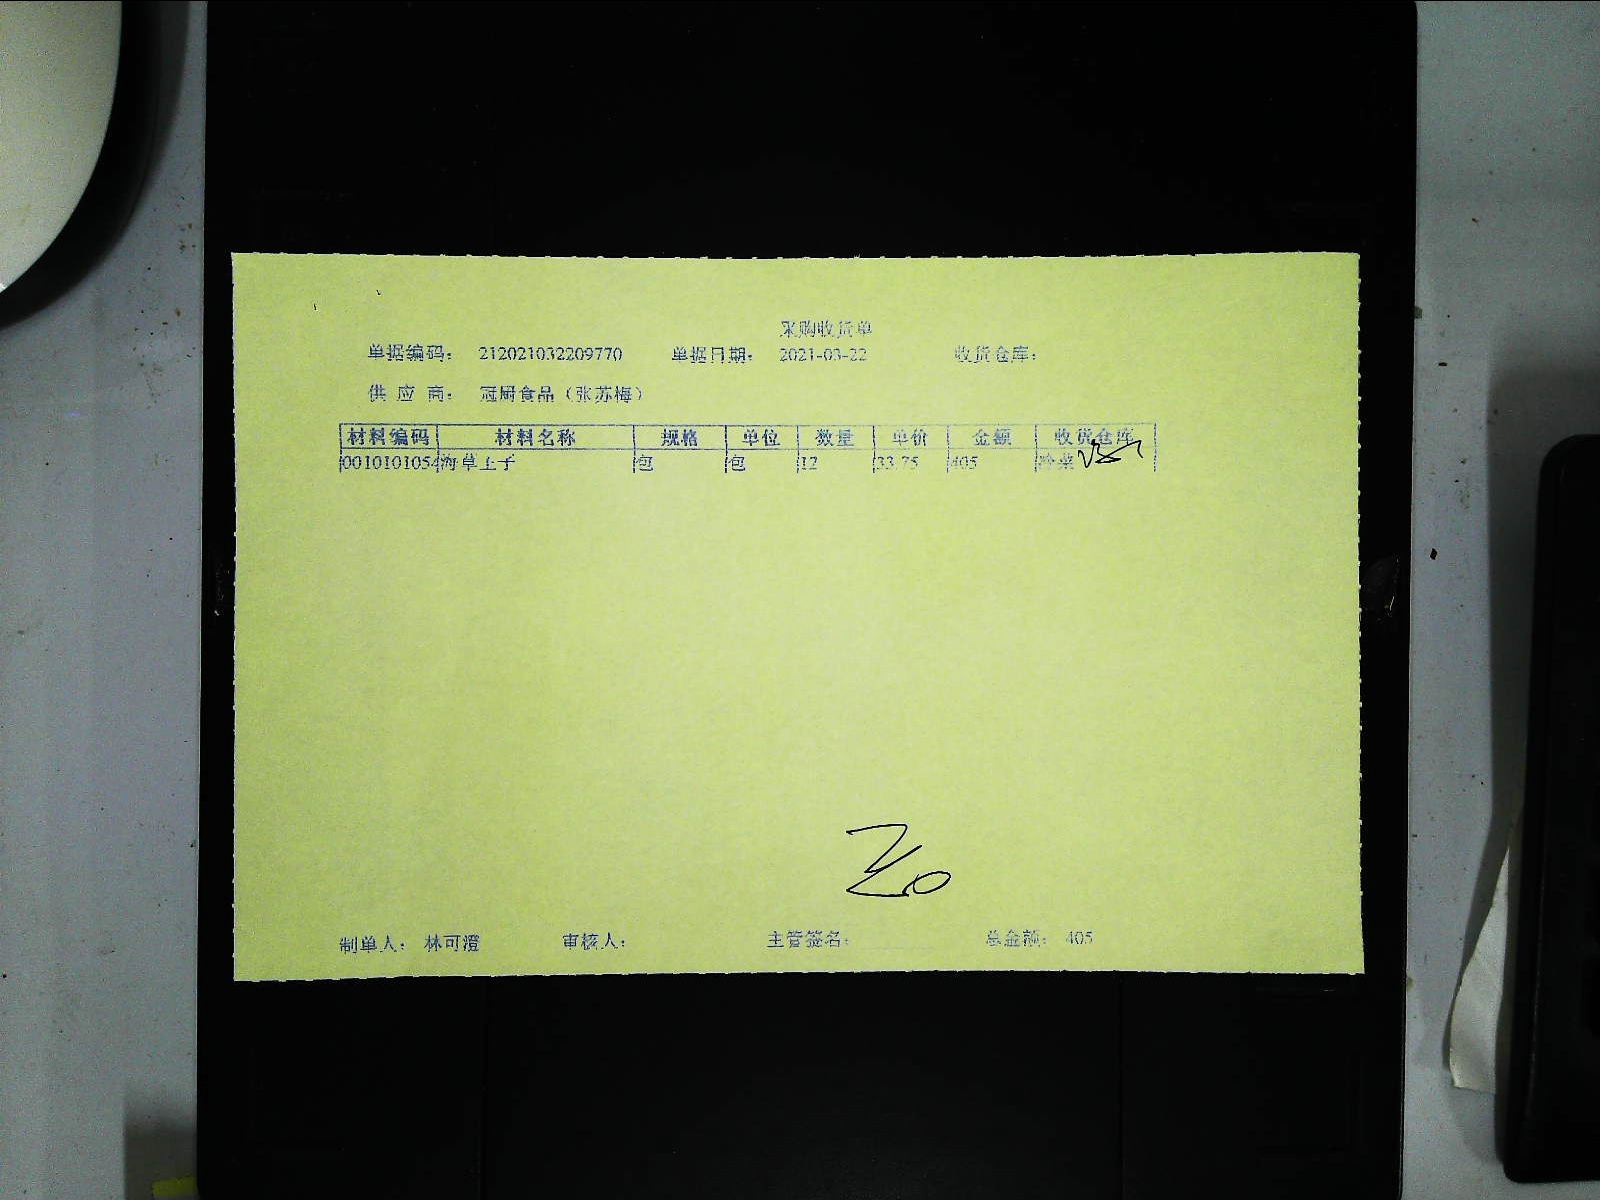 采购收货单
单据编码： 212021032209770 单据日期： 2021-03-22 收货仓库：
供 应 商： 冠厨食品（张苏梅）
材料编码 材料名称 规格 单位 数量 单价 金额 收货仓库
0010101054 海草上子 包 包 12 33.75 405 冷菜
制单人： 林可澄 审核人： 主管签名： 总金额： 405